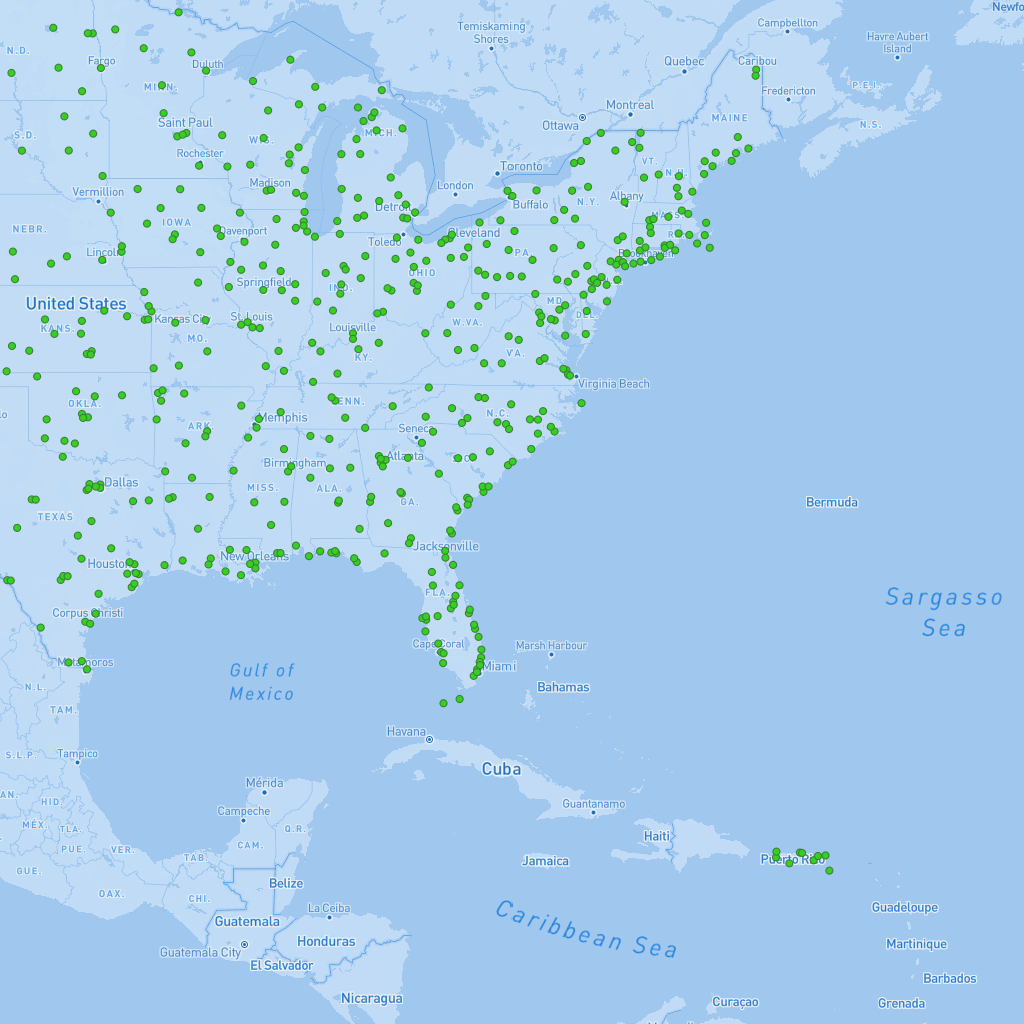 Newfo
Campbellton
Temiskaming
Shores
Havre Aubert
Island
N.D.
Fargo
Duluth
Quebec
Caribou
MINN.
P.E.I.
Fredericton
Montreal
MAINE
N.S.
Saint Paul
Ottawa
S.D.
WIS.
MICH.
Rochester
VT.
Toronto
N.H.
Vermillion
Madison
London
Albany
Detroit
Buffalo
N.Y.
MASS.
IOWA
NEBR.
Davenport
Cleveland
R.I.
Toledo
Lincoln
PA.
Brookhaven
OHIO
Springfield
IND.
United States
MD.
DEL.
Kansas City
St. Louis
KANS.
Louisville
W.VA.
MO.
KY.
VA.
Virginia Beach
OKLA.
TENN.
lo
Memphis
N.C.
ARK.
Seneca
Atlanta
Birmingham
S.C.
Dallas
MISS.
ALA.
GA.
Bermuda
TEXAS
Jacksonville
New Orleans
Houston
FLA.
Sargasso
Sea
Corpus Christi
Cape Coral
Marsh Harbour
Matamoros
Gulf of
Mexico
Miami
N.L.
Bahamas
TAM.
Havana
S.L.P.
Tampico
Cuba
Mérida
AN.
HID.
Guantanamo
Campeche
MÉX.
TLA.
Q.R.
Haiti
PUE.
VER.
CAM.
TAB.
Jamaica
Puerto Rico
GUE.
Belize
OAX.
CHI.
La Ceiba
Guadeloupe
Guatemala
Caribbean Sea
Honduras
Martinique
Guatemala City
El Salvador
Barbados
Nicaragua
Curaçao
Grenada